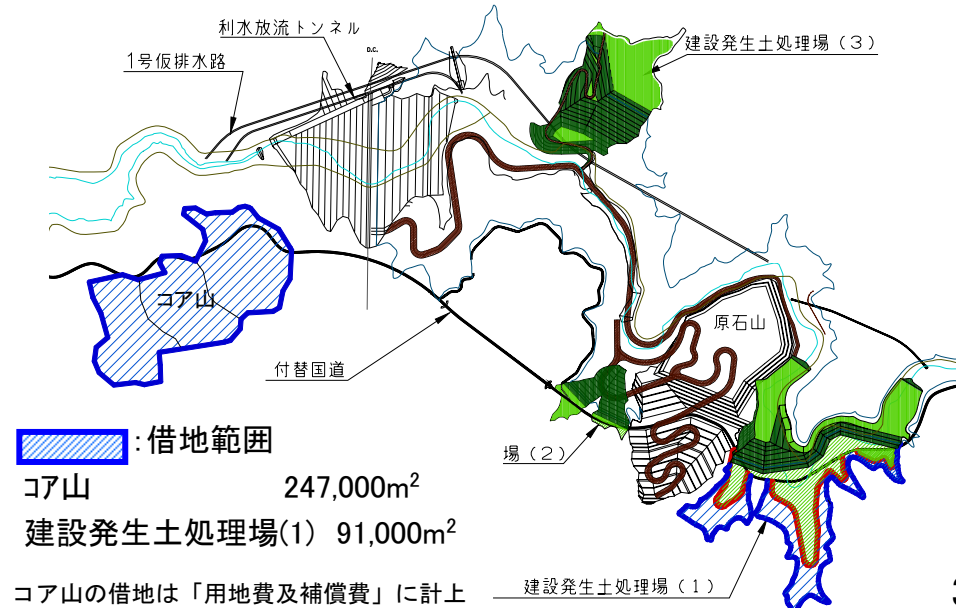 利水放流トンネル
D.C.
建設発生土処理場（3）
1号仮排水路
コア山
原石山
付替国道
場（2）
:借地範囲
コア山 247,000m²
建設発生土処理場(1) 91,000m²
コア山の借地は「用地費及補償費」に計上
建設発生土処理場（1）